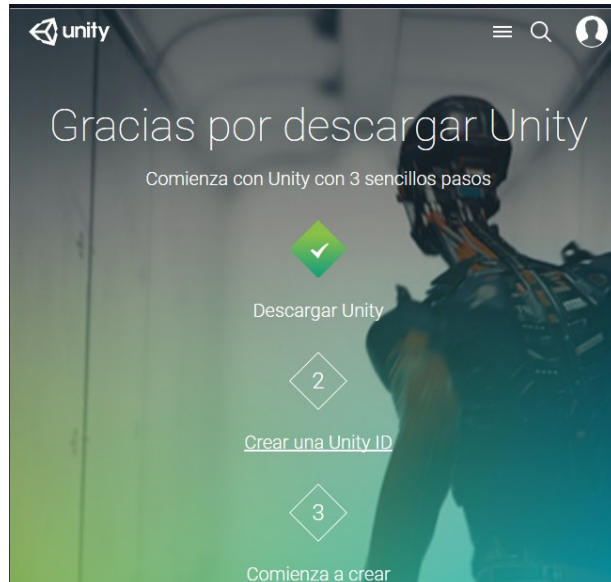 unity
Gracias por descargar Unity
Comienza con Unity con 3 sencillos pasos
Descargar Unity
2
Crear una Unity ID
3
Comienza a crear